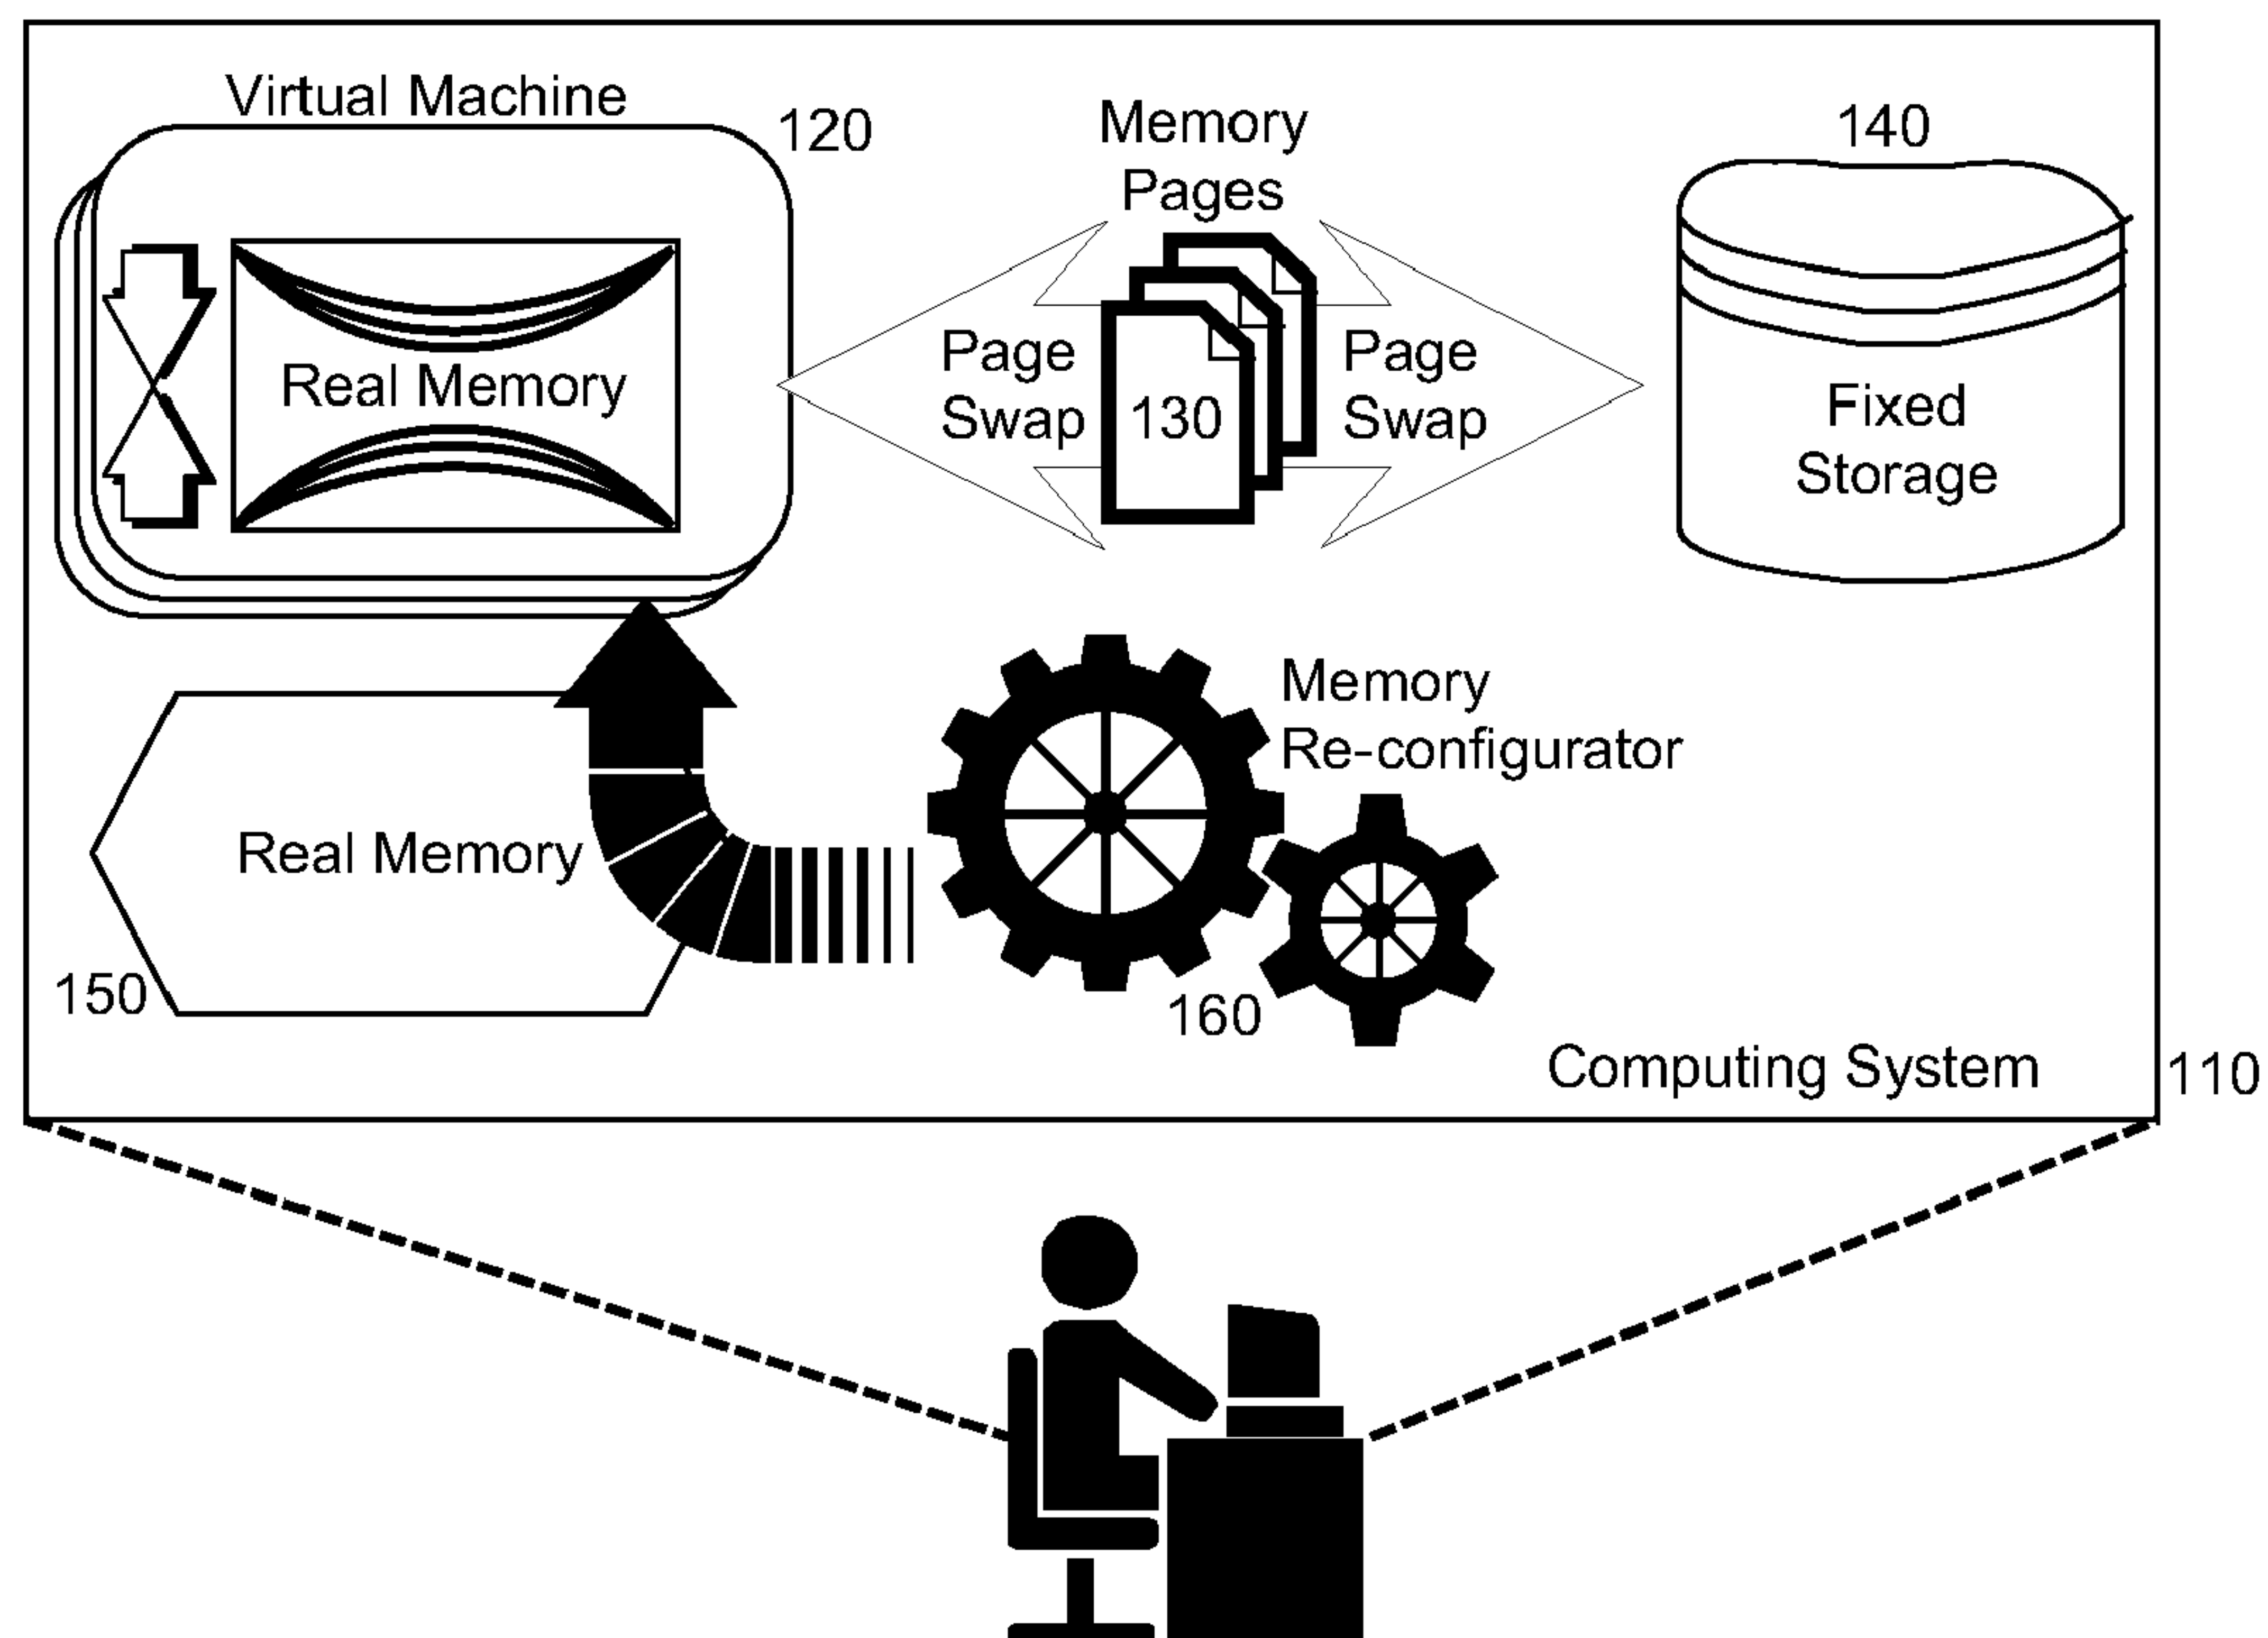 Virtual Machine
120
Memory
Pages
140
Real Memory
Page
Swap
130
Page
Swap
Fixed
Storage
Memory
Re-configurator
Real Memory
150
160
Computing System
110